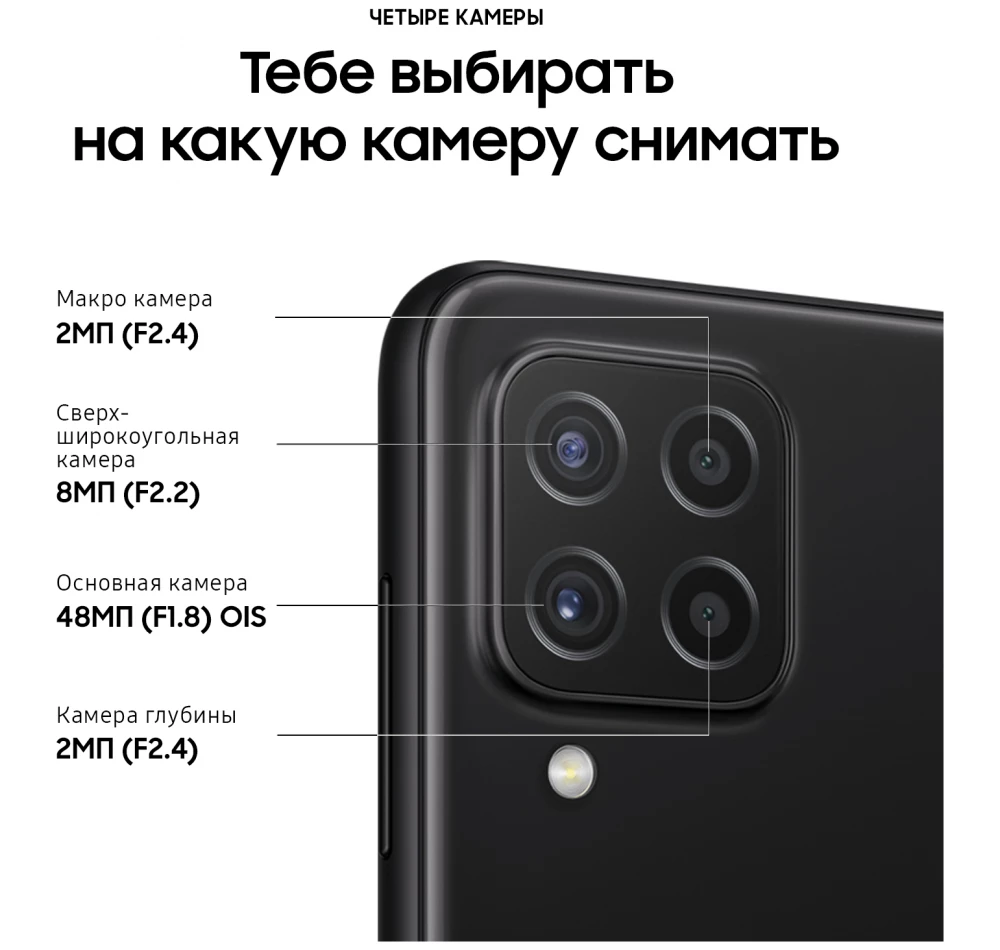 ЧЕТЫРЕ КАМЕРЫ
Тебе выбирать
на какую камеру снимать
Макро камера
2МП (F2.4)
Сверх-
широкоугольная
камера
8МП (F2.2)
Основная камера
48МП (F1.8) OIS
Камера глубины
2МП (F2.4)